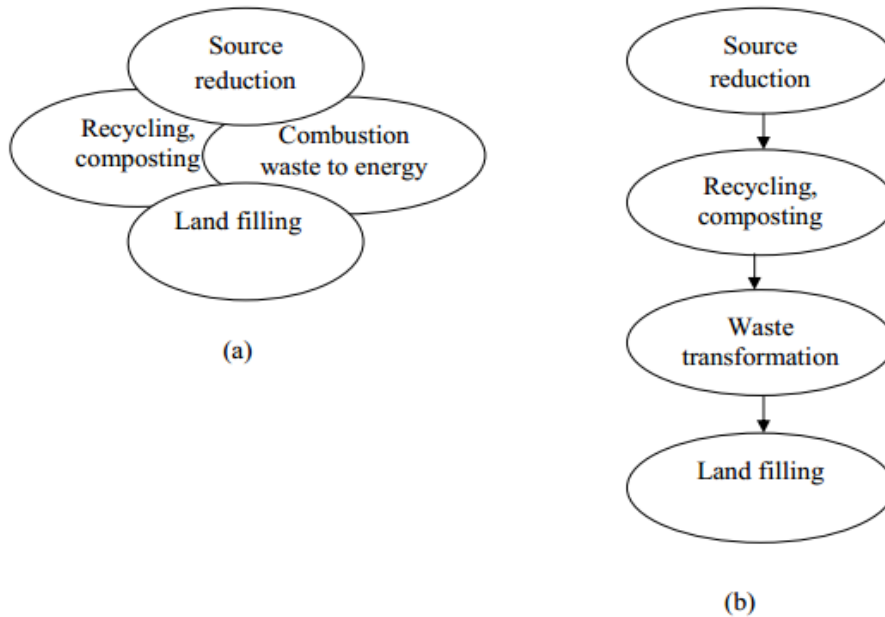 Source
reduction
Recycling,
composting
Combustion
waste to energy
Land filling
(a)
Source
reduction
Recycling,
composting
Waste
transformation
Land filling
(b)